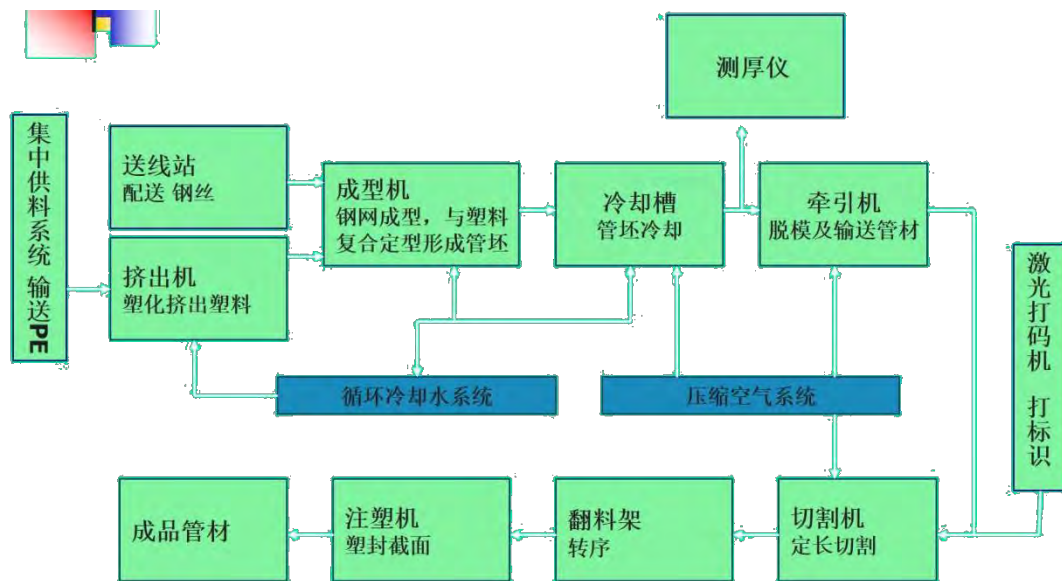 测厚仪
集中供料系统 输送PE
送线站
配送 钢丝
成型机
钢网成型，与塑料
复合定型形成管坯
冷却槽
管坯冷却
牵引机
脱模及输送管材
挤出机
塑化挤出塑料
激光打码机 打标识
循环冷却水系统
压缩空气系统
成品管材
注塑机
塑封截面
翻料架
转序
切割机
定长切割